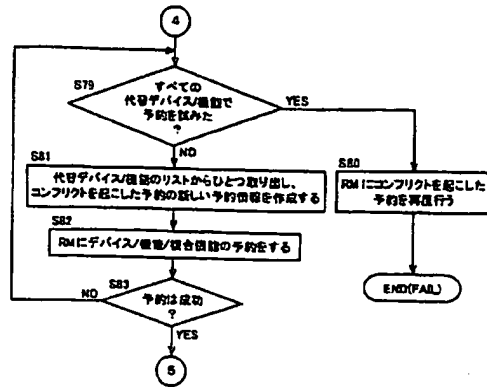 4
S79
すべての
代替デバイス/機能で
予約を試みた
?
YES
NO
S81
代替デバイス/機能のリストからひとつ取り出し、
コンフリクトを起こした予約の新しい予約情報を作成する
S80
RMにコンフリクトを起こした
予約を再度行う
S82
RMにデバイス/機能/複合機能の予約をする
END(FAIL)
S83
NO
予約は成功
?
YES
5